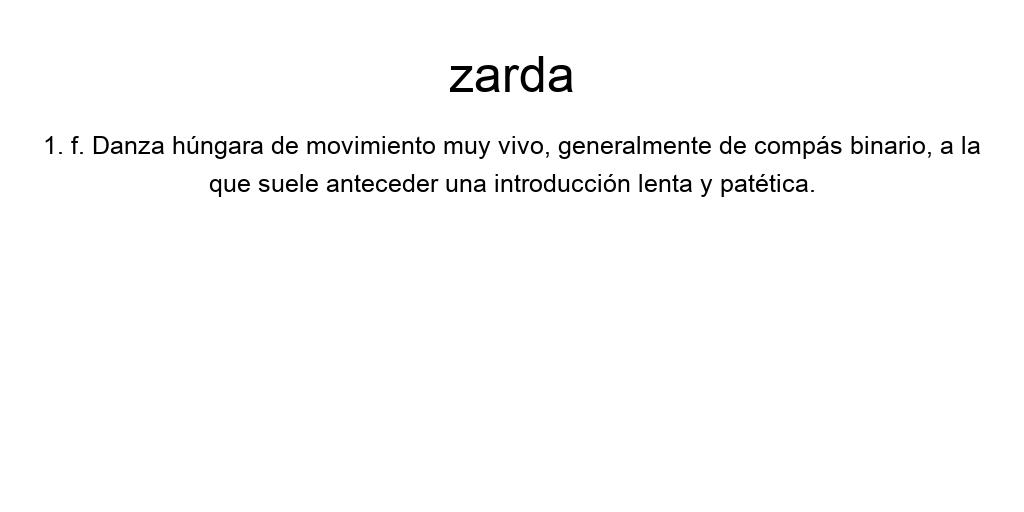 zarda
1. f. Danza húngara de movimiento muy vivo, generalmente de compás binario, a la
que suele anteceder una introducción lenta y patética.